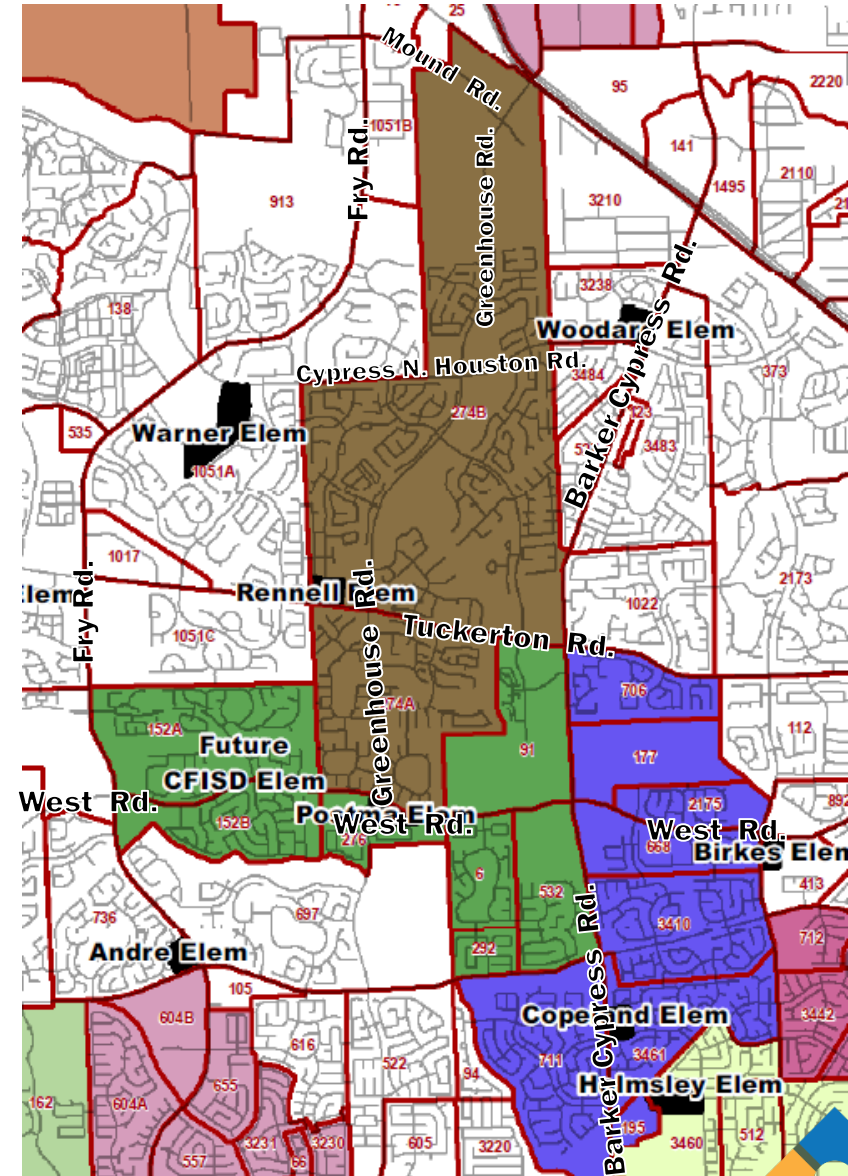 25
Mound Rd.
95
2220
1051B
141
Fry Rd.
Greenhouse Rd.
2110
1495
913
3210
Barker Cypress Rd.
3238
138
Woodard Elem
Cypress N. Houston Rd.
3484
373
274B
535
Warner Elem
3483
1051A
1017
2173
Elem
Fry Rd.
Rennell Elem
1022
Greenhouse Rd.
1051C
Tuckerton Rd.
706
274A
152A
112
Future
CFISD Elem
91
177
West Rd.
2175
892
Postma Elem
152B
West Rd.
West Rd.
276
668
Birkes Elem
6
413
532
736
697
3410
712
Andre Elem
292
Barker Cypress Rd.
105
604B
Copeland Elem
3442
616
711
3461
522
94
655
Holmsley Elem
162
604A
195
3231
3230
605
3220
3460
512
557
66